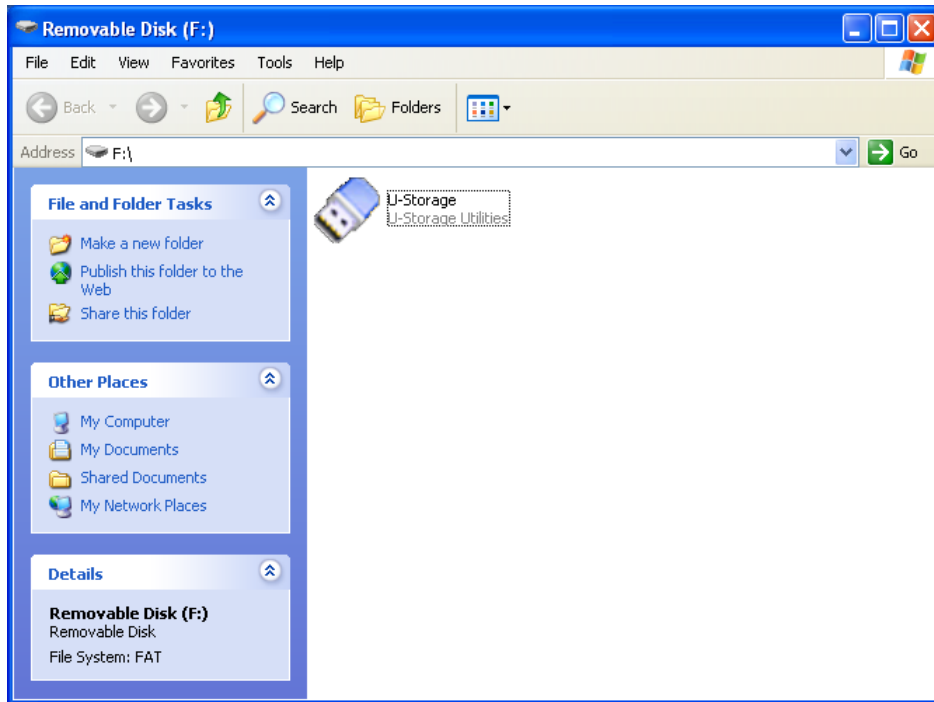 Removable Disk (F:)
File Edit View Favorites Tools Help
Back Search Folders
Address F:\ Go
File and Folder Tasks
Make a new folder
Publish this folder to the
Web
Share this folder
Other Places
My Computer
My Documents
Shared Documents
My Network Places
Details
Removable Disk (F:)
Removable Disk
File System: FAT
U-Storage
U-Storage Utilities